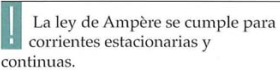 La ley de Ampère se cumple para
corrientes estacionarias y
continuas.